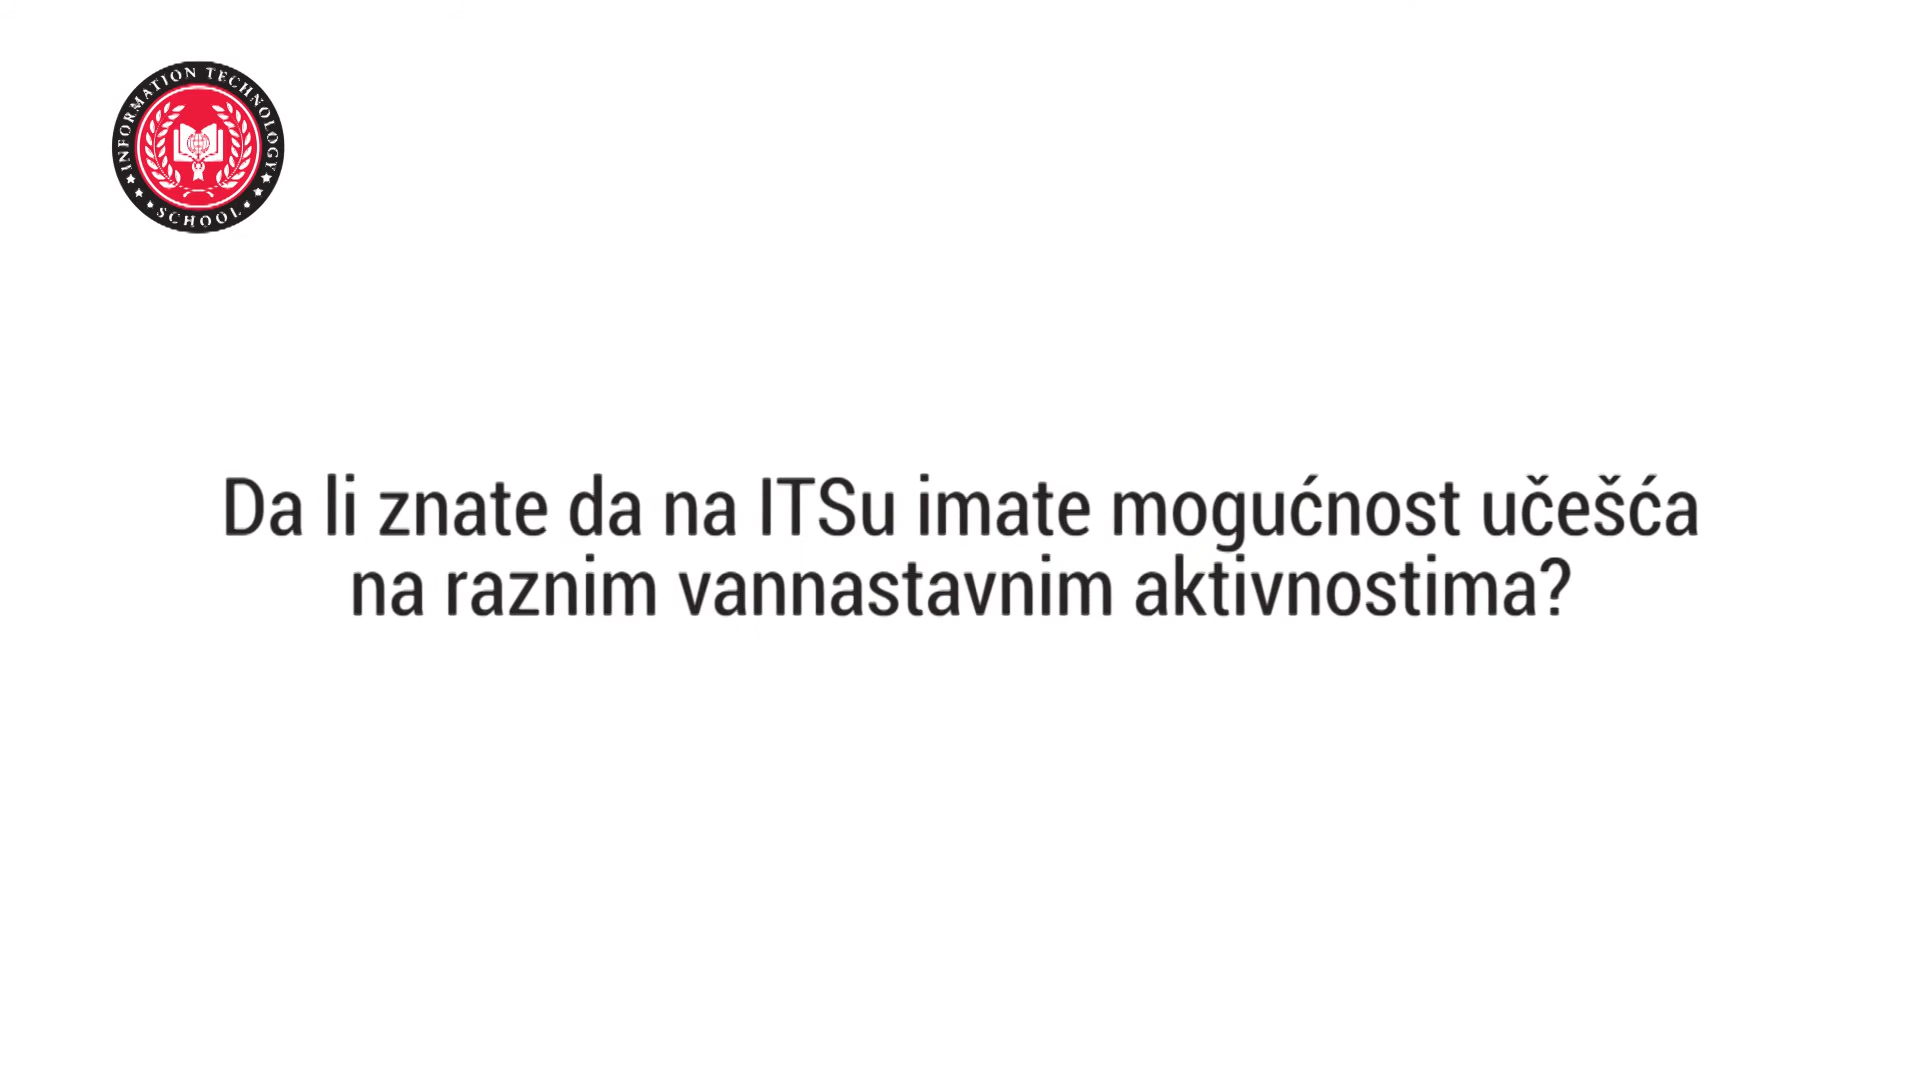 INFORMATION TECHNOLOGY
SCHOOL
Da li znate da na ITSu imate mogućnost učešća
na raznim vannastavnim aktivnostima?